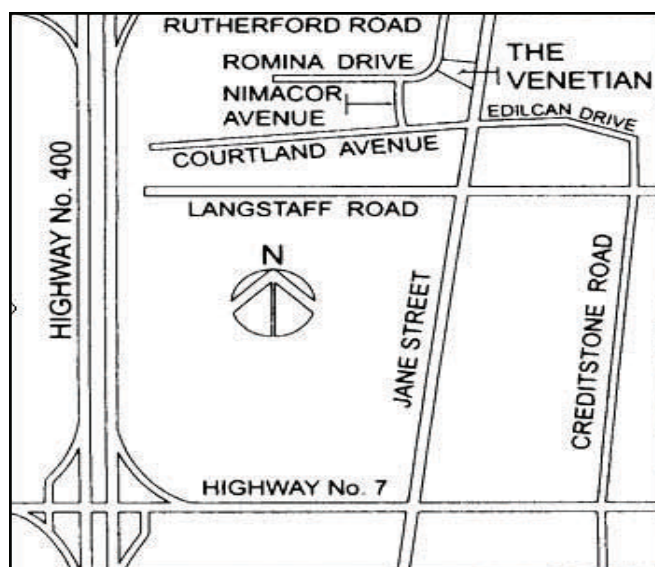 RUTHERFORD ROAD
ROMINA DRIVE
THE
VENETIAN
NIMACOR
AVENUE
EDILCAN DRIVE
COURTLAND AVENUE
LANGSTAFF ROAD
HIGHWAY No. 400
N
JANE STREET
CREDITSTONE ROAD
HIGHWAY No. 7